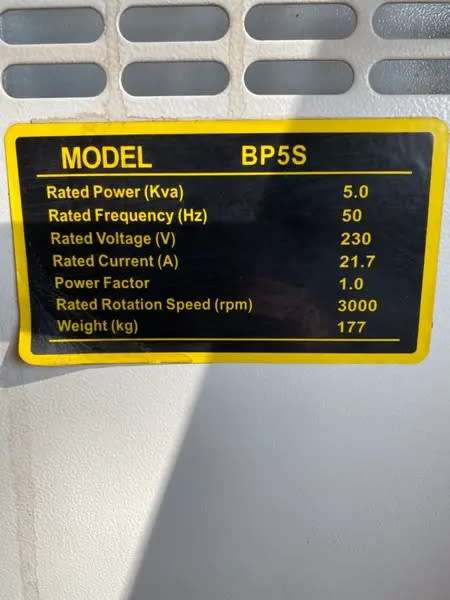 MODEL BP5S
Rated Power (Kva) 5.0
Rated Frequency (Hz) 50
Rated Voltage (V) 230
Rated Current (A) 21.7
Power Factor 1.0
Rated Rotation Speed (rpm) 3000
Weight (kg) 177